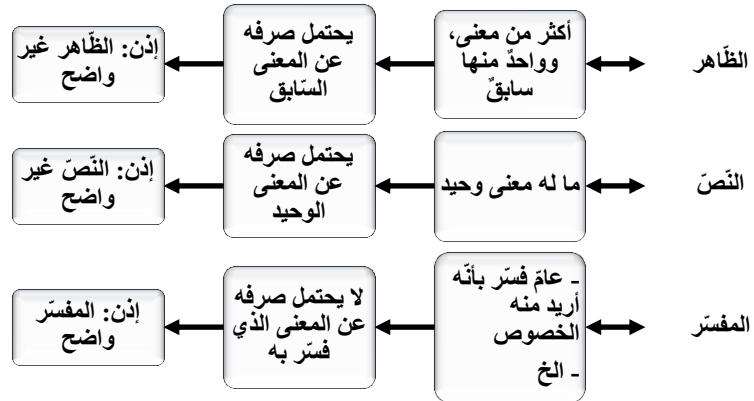 الظّاهر
أكثر من معنى،
وواحدٌ منها
سابقٌ
يحتمل صرفه
عن المعنى
السّابق
إذن: الظّاهر غير
واضح
النّصّ
ما له معنى وحيد
يحتمل صرفه
عن المعنى
الوحيد
إذن: النّصّ غير
واضح
المفسّر
- عامّ فسّر بأنّه
أريد منه
الخصوص
- الخ
لا يحتمل صرفه
عن المعنى الذي
فسّر به
إذن: المفسّر
واضح